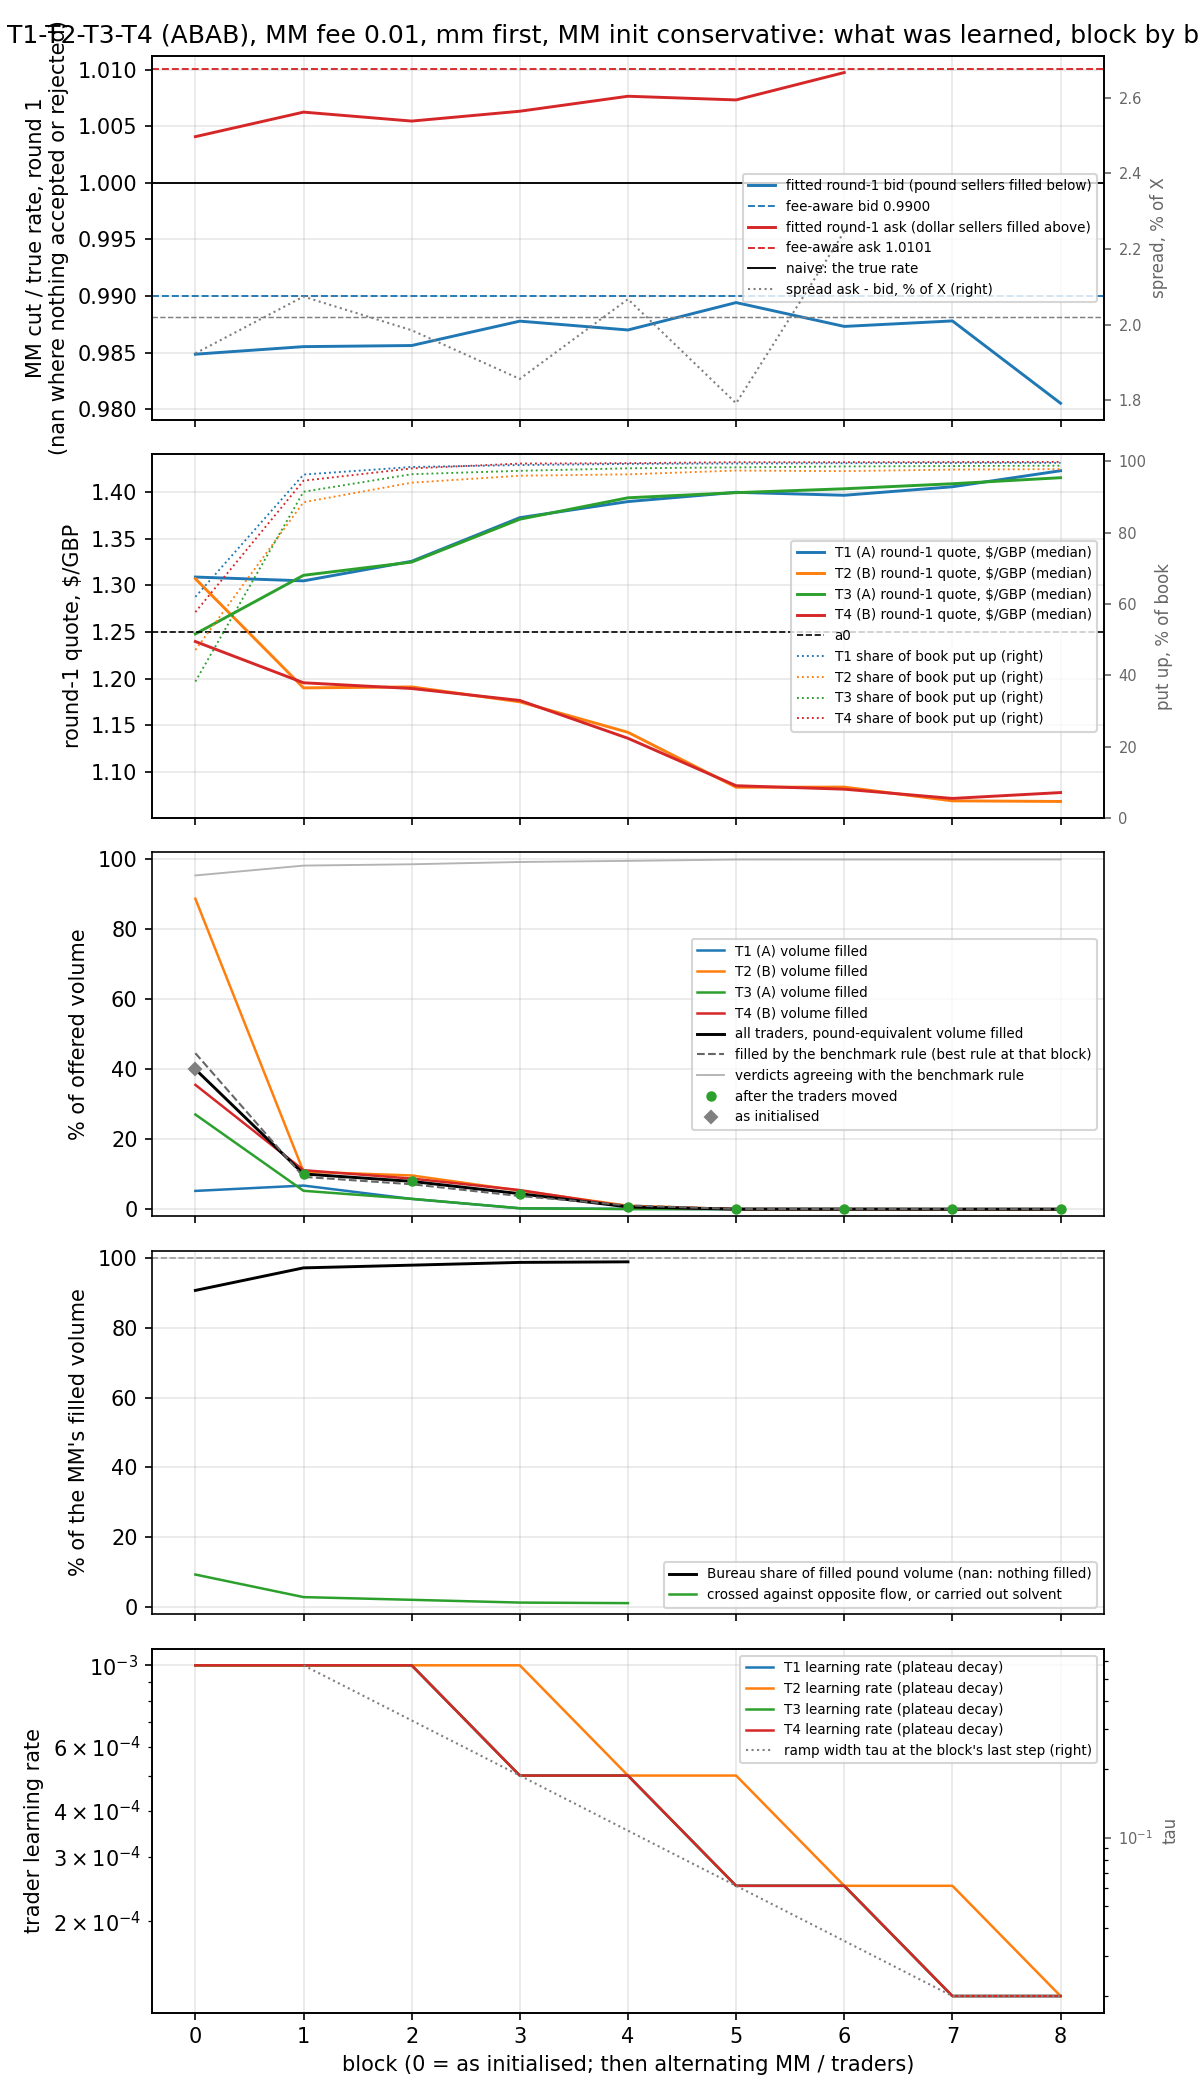 T1-T2-T3-T4 (ABAB), MM fee 0.01, mm first, MM init conservative: what was learned, block by b
MM cut / true rate, round 1
(nan where nothing accepted or rejected)
1.010
1.005
1.000
0.995
0.990
0.985
0.980
fitted round-1 bid (pound sellers filled below)
fee-aware bid 0.9900
fitted round-1 ask (dollar sellers filled above)
fee-aware ask 1.0101
naive: the true rate
spread ask - bid, % of X (right)
2.6
2.4
2.2
2.0
1.8
spread, % of X
round-1 quote, $/GBP
1.40
1.35
1.30
1.25
1.20
1.15
1.10
T1 (A) round-1 quote, $/GBP (median)
T2 (B) round-1 quote, $/GBP (median)
T3 (A) round-1 quote, $/GBP (median)
T4 (B) round-1 quote, $/GBP (median)
a0
T1 share of book put up (right)
T2 share of book put up (right)
T3 share of book put up (right)
T4 share of book put up (right)
100
80
60
40
20
0
put up, % of book
% of offered volume
100
80
60
40
20
0
T1 (A) volume filled
T2 (B) volume filled
T3 (A) volume filled
T4 (B) volume filled
all traders, pound-equivalent volume filled
filled by the benchmark rule (best rule at that block)
verdicts agreeing with the benchmark rule
after the traders moved
as initialised
% of the MM's filled volume
100
80
60
40
20
0
Bureau share of filled pound volume (nan: nothing filled)
crossed against opposite flow, or carried out solvent
trader learning rate
10⁻³
6 × 10⁻⁴
4 × 10⁻⁴
3 × 10⁻⁴
2 × 10⁻⁴
T1 learning rate (plateau decay)
T2 learning rate (plateau decay)
T3 learning rate (plateau decay)
T4 learning rate (plateau decay)
ramp width tau at the block's last step (right)
10⁻¹
tau
0 1 2 3 4 5 6 7 8
block (0 = as initialised; then alternating MM / traders)